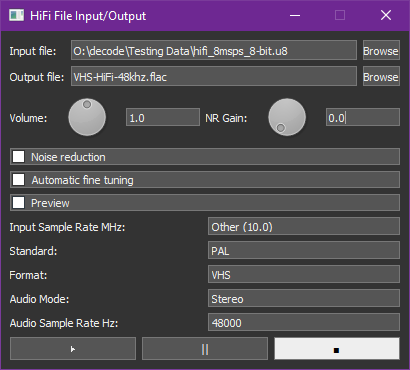 HiFi File Input/Output
Input file: O:\decode\Testing Data\hifi_8msps_8-bit.u8 Browse
Output file: VHS-HiFi-48khz.flac Browse
Volume: 1.0 NR Gain: 0.0
Noise reduction
Automatic fine tuning
Preview
Input Sample Rate MHz: Other (10.0)
Standard: PAL
Format: VHS
Audio Mode: Stereo
Audio Sample Rate Hz: 48000